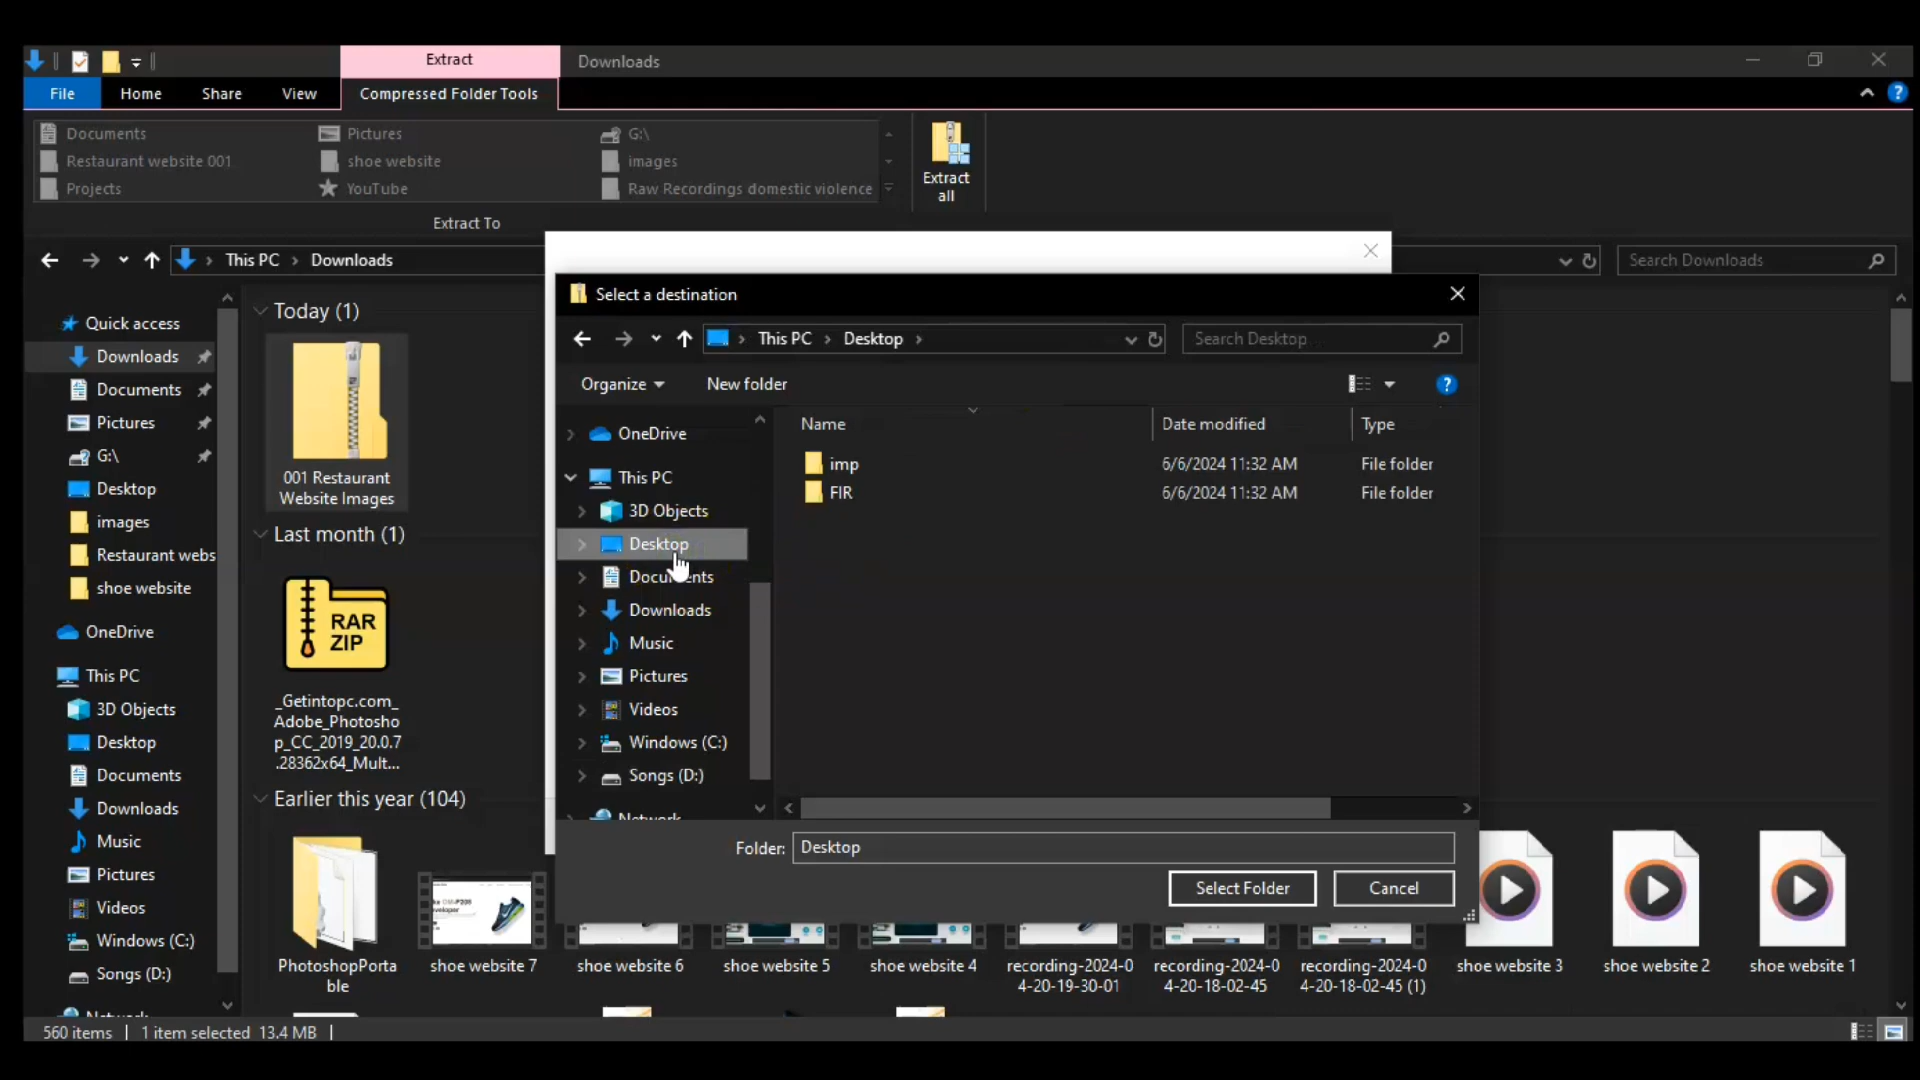 Extract
Downloads
File
Home
Share
View
Compressed Folder Tools
Documents
Pictures
G:\
Restaurant website 001
shoe website
images
Projects
YouTube
Raw Recordings domestic violence
Extract
all
Extract To
This PC
Downloads
Search Downloads
Quick access
Downloads
Documents
Pictures
G:\
Desktop
images
Restaurant webs
shoe website
OneDrive
This PC
3D Objects
Desktop
Documents
Downloads
Music
Pictures
Videos
Windows (C:)
Songs (D:)
Network
Today (1)
001 Restaurant
Website Images
Last month (1)
RAR
ZIP
_Getintopc.com_
Adobe_Photosho
p_CC_2019_20.0.7
.28362x64_Mult...
Earlier this year (104)
PhotoshopPorta
ble
shoe website 7
shoe website 6
shoe website 5
shoe website 4
recording-2024-0
4-20-19-30-01
recording-2024-0
4-20-18-02-45
recording-2024-0
4-20-18-02-45 (1)
shoe website 3
shoe website 2
shoe website 1
Select a destination
This PC
Desktop
Search Desktop
Organize
New folder
OneDrive
This PC
3D Objects
Desktop
Documents
Downloads
Music
Pictures
Videos
Windows (C:)
Songs (D:)
Network
Name
Date modified
Type
imp
6/6/2024 11:32 AM
File folder
FIR
6/6/2024 11:32 AM
File folder
Folder:
Desktop
Select Folder
Cancel
560 items
1 item selected 13.4 MB